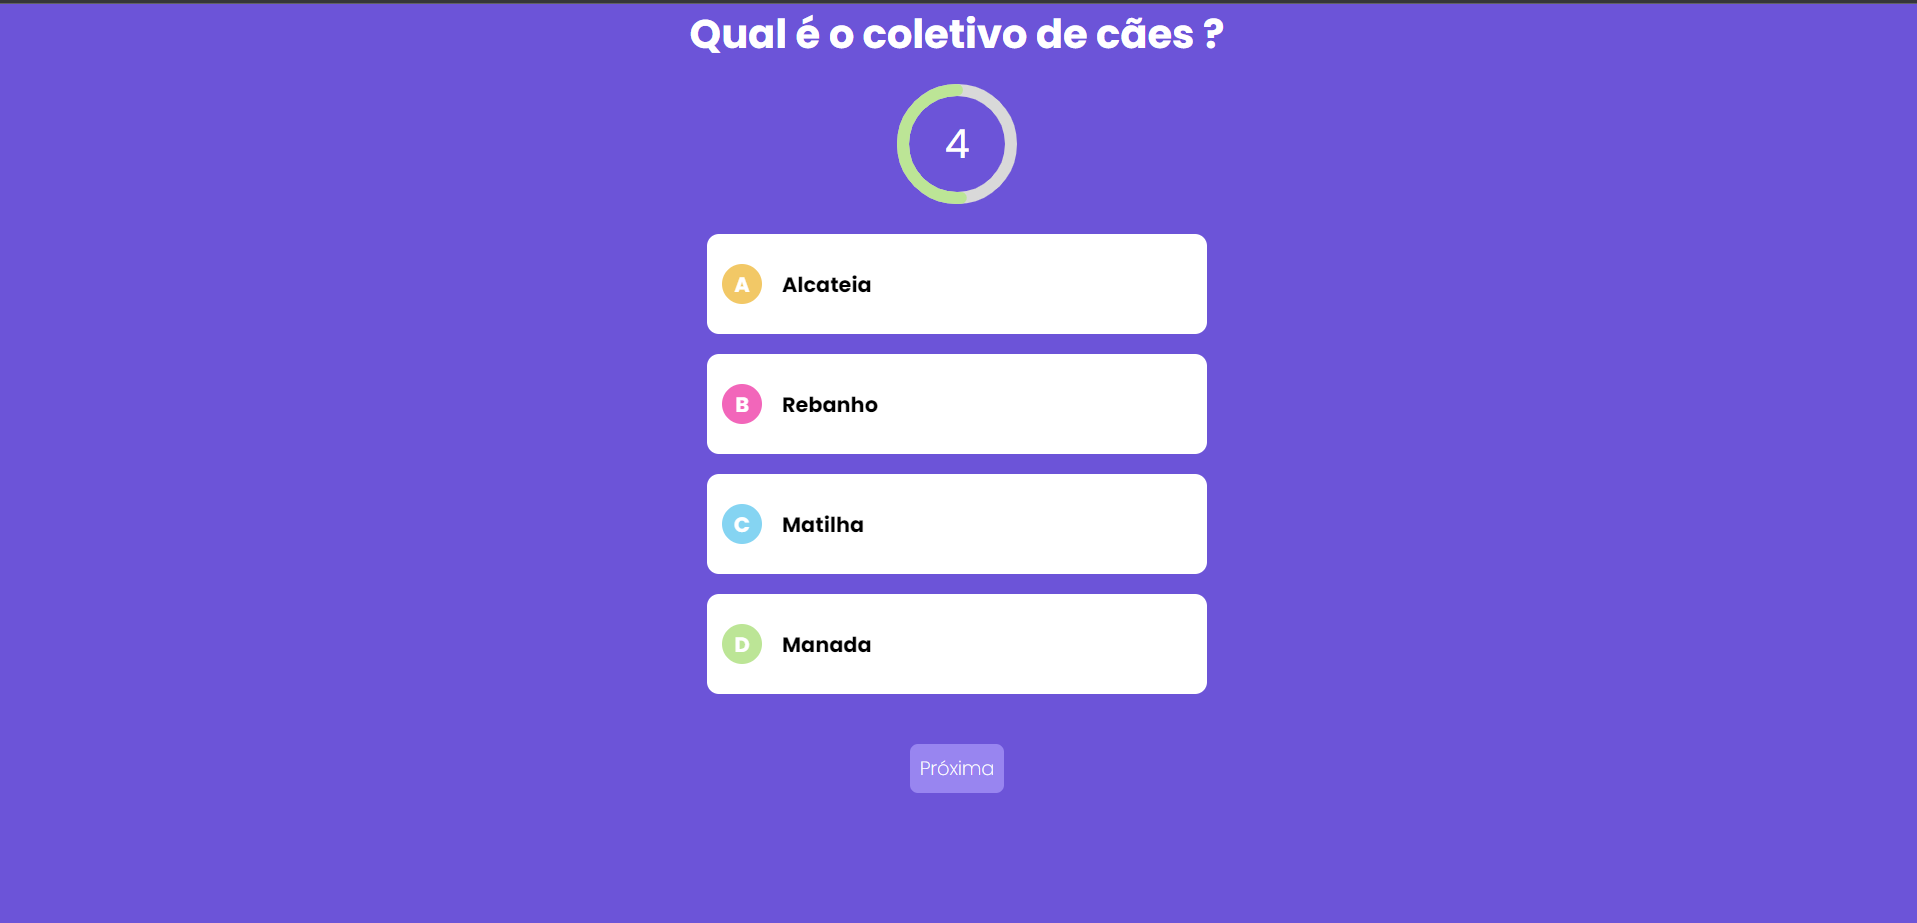 Qual é o coletivo de cães ?
4
A Alcateia
B Rebanho
C Matilha
D Manada
Próxima